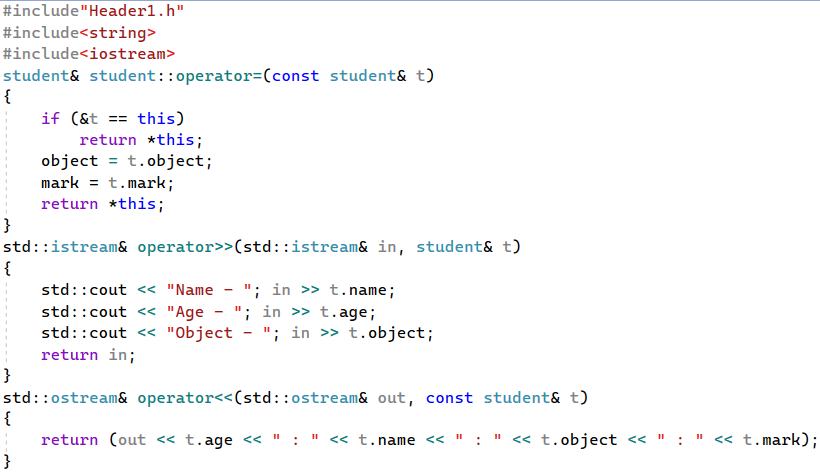 #include"Header1.h"
#include<string>
#include<iostream>
student& student::operator=(const student& t)
{
    if (&t == this)
        return *this;
    object = t.object;
    mark = t.mark;
    return *this;
}
std::istream& operator>>(std::istream& in, student& t)
{
    std::cout << "Name - "; in >> t.name;
    std::cout << "Age - "; in >> t.age;
    std::cout << "Object - "; in >> t.object;
    return in;
}
std::ostream& operator<<(std::ostream& out, const student& t)
{
    return (out << t.age << " : " << t.name << " : " << t.object << " : " << t.mark);
}